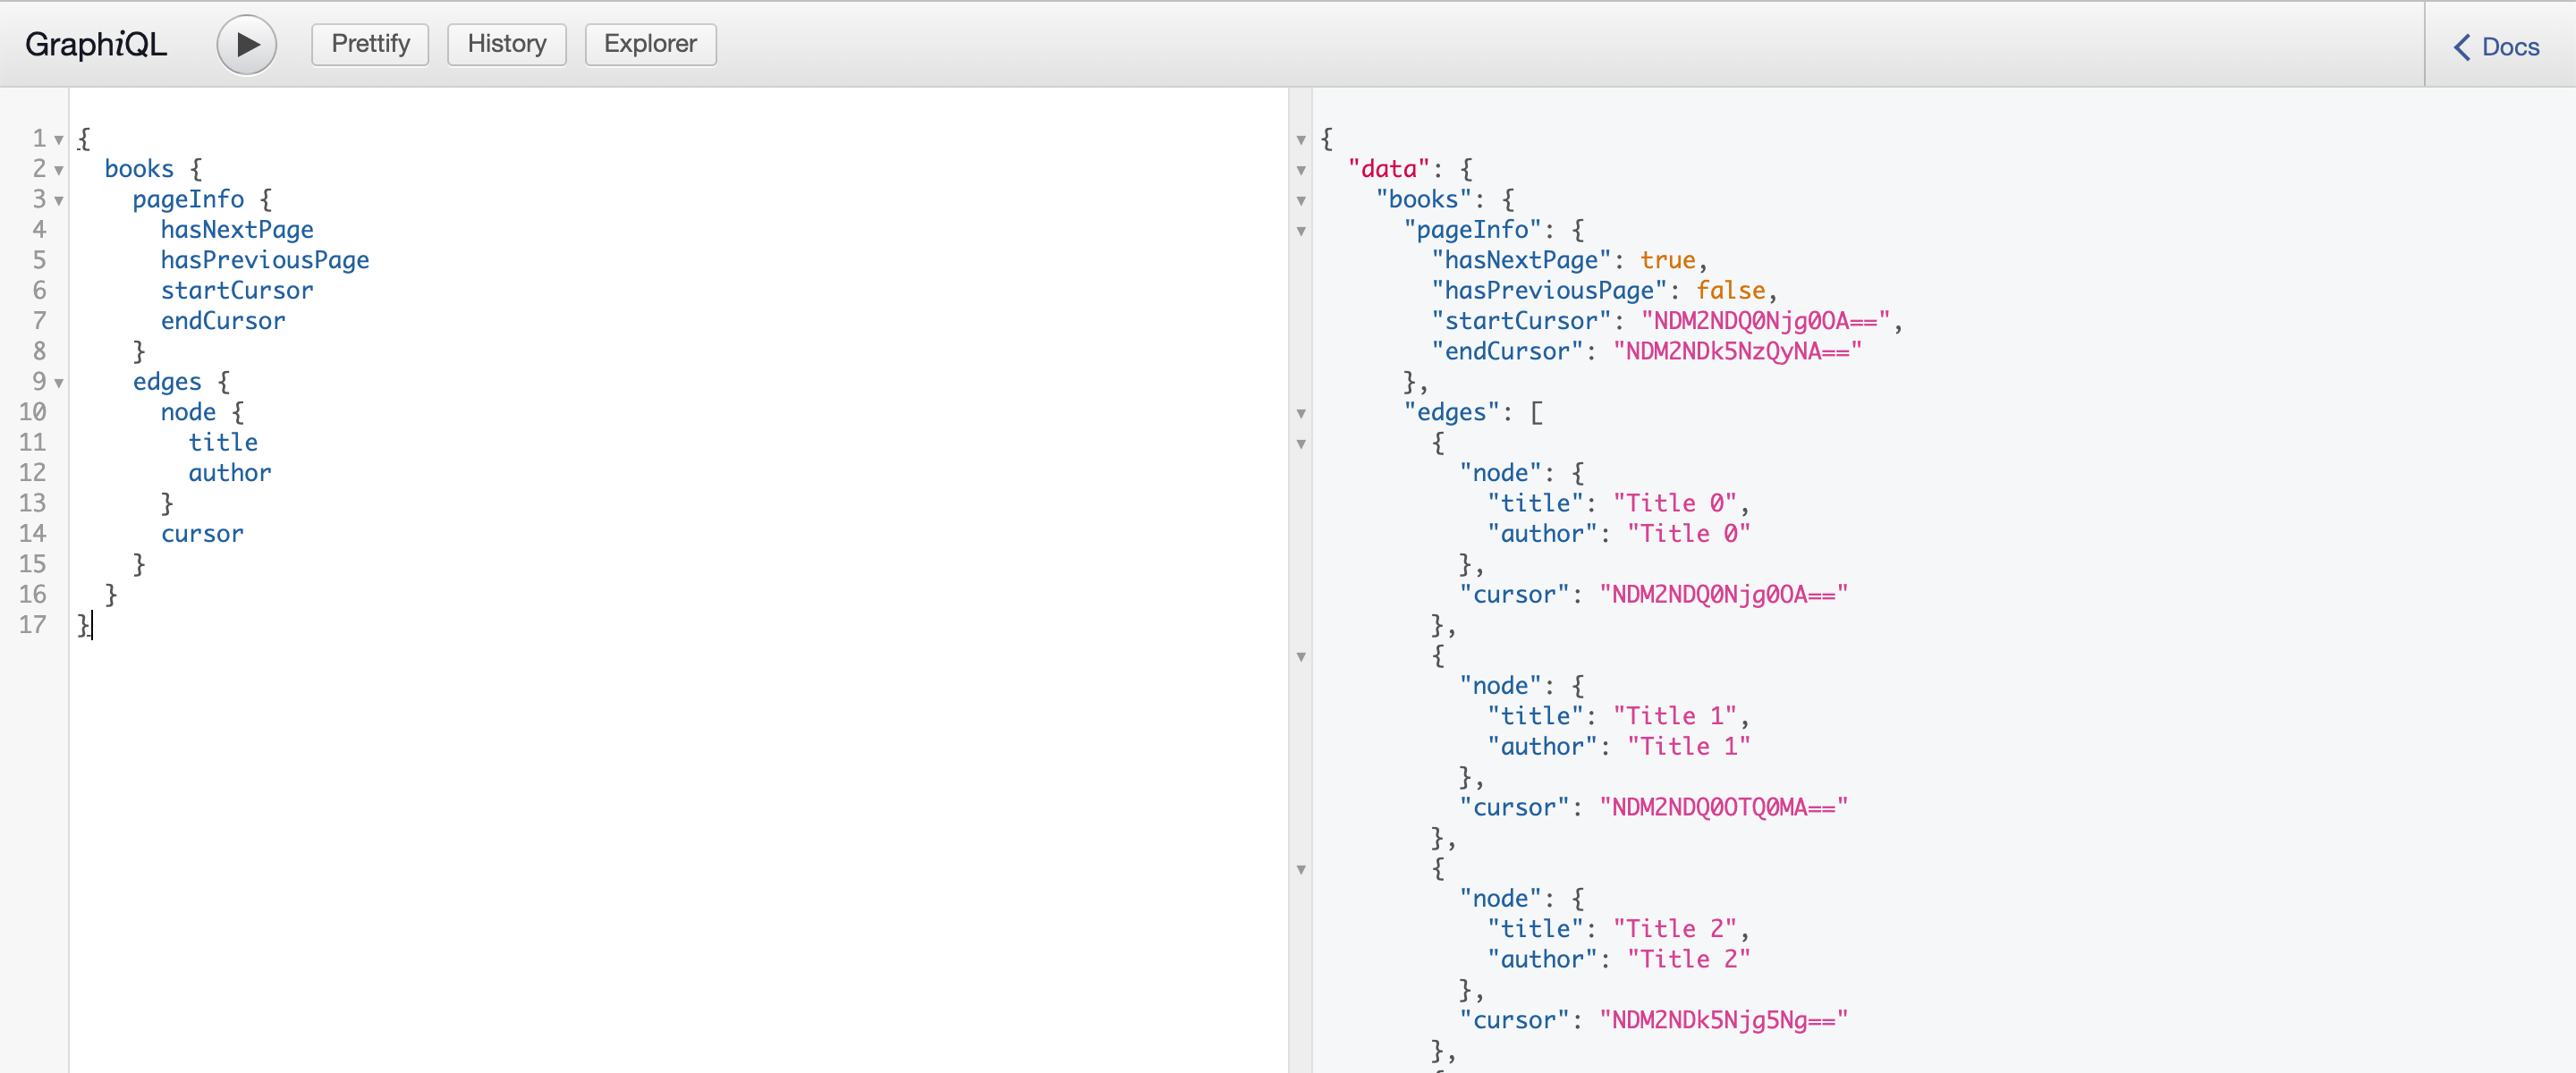 GraphiQL
Prettify
History
Explorer
Docs
1 {
2   books {
3     pageInfo {
4       hasNextPage
5       hasPreviousPage
6       startCursor
7       endCursor
8     }
9     edges {
10       node {
11         title
12         author
13       }
14       cursor
15     }
16   }
17 }
{
  "data": {
    "books": {
      "pageInfo": {
        "hasNextPage": true,
        "hasPreviousPage": false,
        "startCursor": "NDM2NDQ0Njg0OA==",
        "endCursor": "NDM2NDk5NzQyNA=="
      },
      "edges": [
        {
          "node": {
            "title": "Title 0",
            "author": "Title 0"
          },
          "cursor": "NDM2NDQ0Njg0OA=="
        },
        {
          "node": {
            "title": "Title 1",
            "author": "Title 1"
          },
          "cursor": "NDM2NDQ0OTQ0MA=="
        },
        {
          "node": {
            "title": "Title 2",
            "author": "Title 2"
          },
          "cursor": "NDM2NDk5Njg5Ng=="
        },